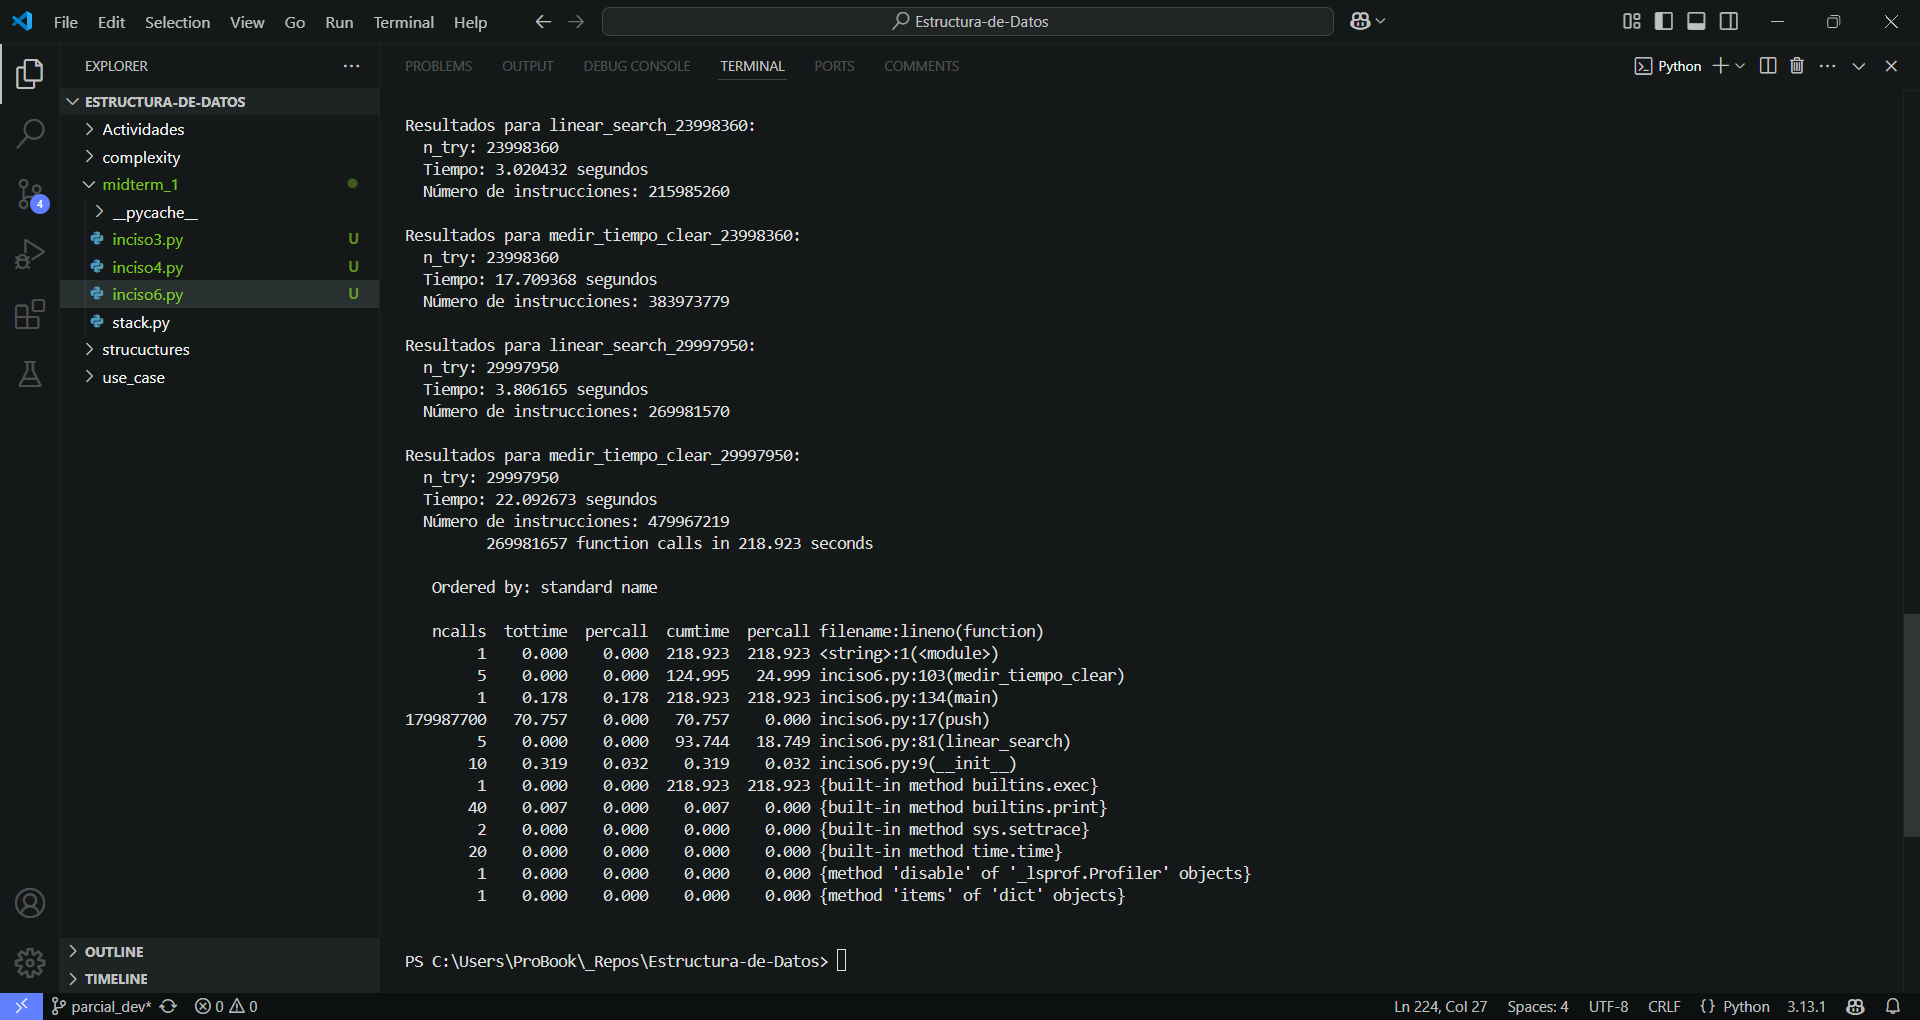 File Edit Selection View Go Run Terminal Help
Estructura-de-Datos
EXPLORER
ESTRUCTURA-DE-DATOS
Actividades
complexity
midterm_1
__pycache__
inciso3.py U
inciso4.py U
inciso6.py U
stack.py
strucuctures
use_case
4
OUTLINE
TIMELINE
PROBLEMS OUTPUT DEBUG CONSOLE TERMINAL PORTS COMMENTS
Python
Resultados para linear_search_23998360:
n_try: 23998360
Tiempo: 3.020432 segundos
Número de instrucciones: 215985260
Resultados para medir_tiempo_clear_23998360:
n_try: 23998360
Tiempo: 17.709368 segundos
Número de instrucciones: 383973779
Resultados para linear_search_29997950:
n_try: 29997950
Tiempo: 3.806165 segundos
Número de instrucciones: 269981570
Resultados para medir_tiempo_clear_29997950:
n_try: 29997950
Tiempo: 22.092673 segundos
Número de instrucciones: 479967219
269981657 function calls in 218.923 seconds
Ordered by: standard name
ncalls tottime percall cumtime percall filename:lineno(function)
1 0.000 0.000 218.923 218.923 <string>:1(<module>)
5 0.000 0.000 124.995 24.999 inciso6.py:103(medir_tiempo_clear)
1 0.178 0.178 218.923 218.923 inciso6.py:134(main)
179987700 70.757 0.000 70.757 0.000 inciso6.py:17(push)
5 0.000 0.000 93.744 18.749 inciso6.py:81(linear_search)
10 0.319 0.032 0.319 0.032 inciso6.py:9(__init__)
1 0.000 0.000 218.923 218.923 {built-in method builtins.exec}
40 0.007 0.000 0.007 0.000 {built-in method builtins.print}
2 0.000 0.000 0.000 0.000 {built-in method sys.settrace}
20 0.000 0.000 0.000 0.000 {built-in method time.time}
1 0.000 0.000 0.000 0.000 {method 'disable' of '_lsprof.Profiler' objects}
1 0.000 0.000 0.000 0.000 {method 'items' of 'dict' objects}
PS C:\Users\ProBook\_Repos\Estructura-de-Datos>
parcial_dev* 0 0
Ln 224, Col 27 Spaces: 4 UTF-8 CRLF {} Python 3.13.1